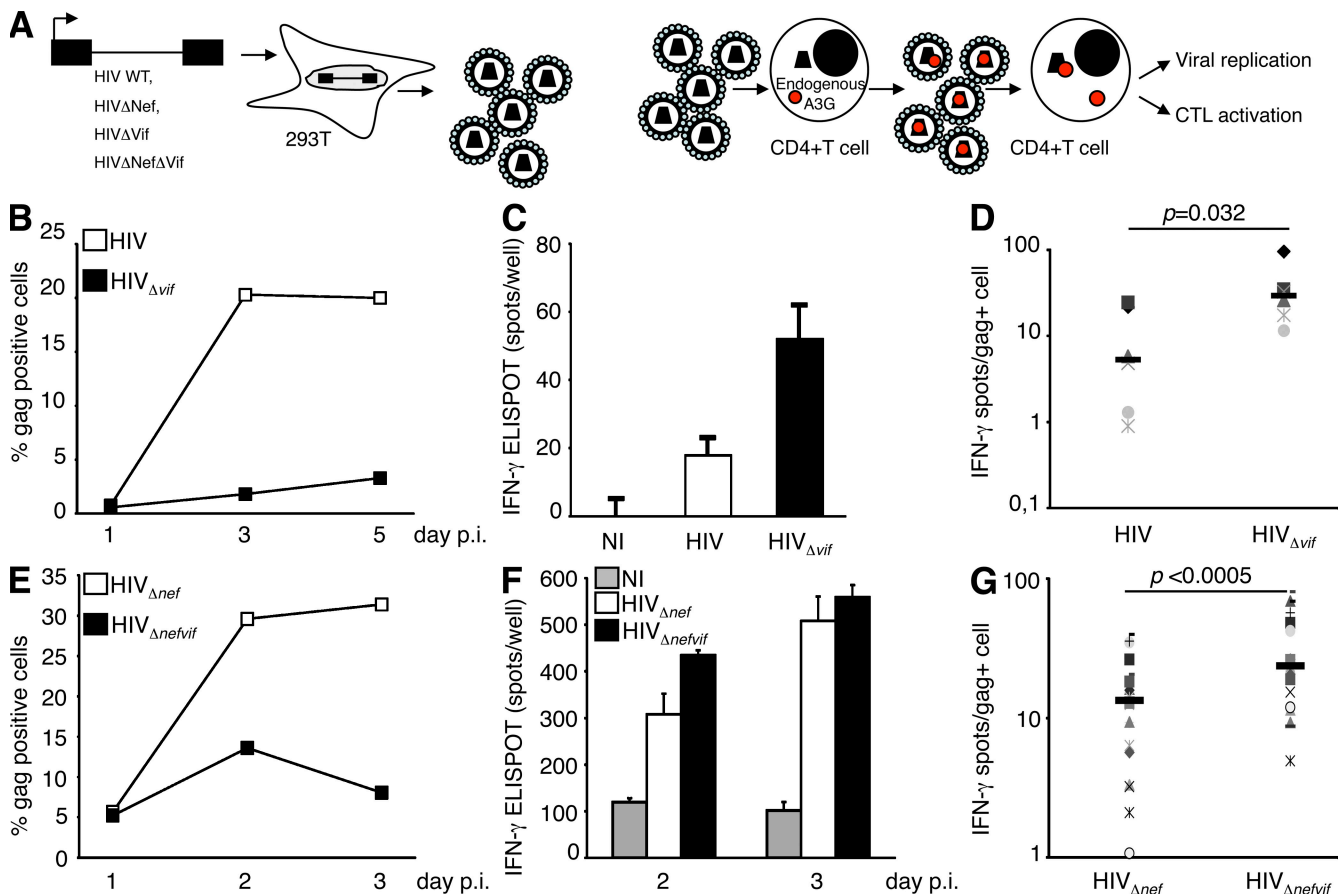 A
HIV WT,
HIVΔNef,
HIVΔVif
HIVΔNefΔVif
293T
Endogenous
A3G
CD4+T cell
CD4+T cell
Viral replication
CTL activation
B
% gag positive cells
25
20
15
10
5
0
HIV
HIVΔvif
1 3 5 day p.i.
C
IFN-γ ELISPOT (spots/well)
80
60
40
20
0
NI HIV HIVΔvif
D
p=0.032
IFN-γ spots/gag+ cell
100
10
1
0,1
HIV HIVΔvif
E
% gag positive cells
35
30
25
20
15
10
5
0
HIVΔnef
HIVΔnefvif
1 2 3 day p.i.
F
IFN-γ ELISPOT (spots/well)
600
500
400
300
200
100
0
NI
HIVΔnef
HIVΔnefvif
2 3 day p.i.
G
p <0.0005
IFN-γ spots/gag+ cell
100
10
1
HIVΔnef HIVΔnefvif